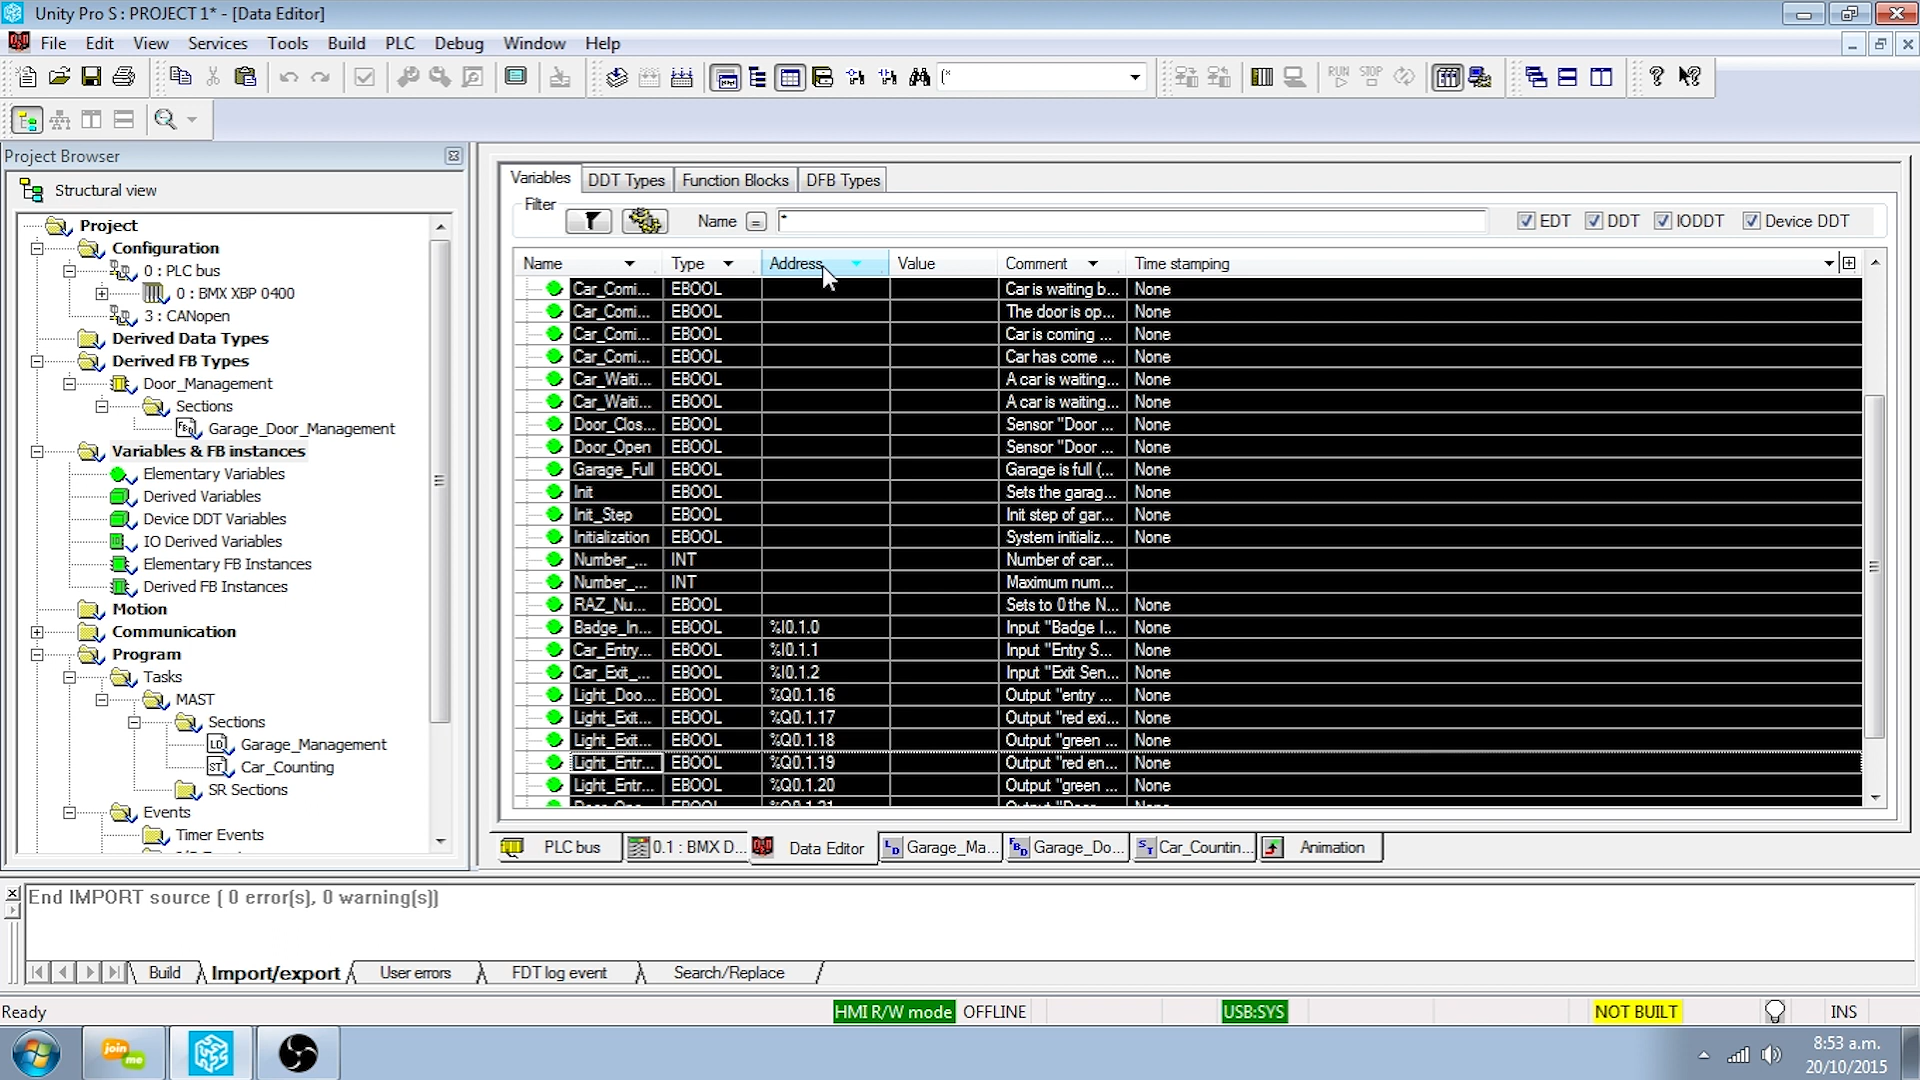 Unity Pro S : PROJECT 1* - [Data Editor]
File Edit View Services Tools Build PLC Debug Window Help
(*
RUN STOP
Project Browser
Structural view
Project
Configuration
0 : PLC bus
0 : BMX XBP 0400
3 : CANopen
Derived Data Types
Derived FB Types
Door_Management
Sections
Garage_Door_Management
Variables & FB instances
Elementary Variables
Derived Variables
Device DDT Variables
IO Derived Variables
Elementary FB Instances
Derived FB Instances
Motion
Communication
Program
Tasks
MAST
Sections
Garage_Management
Car_Counting
SR Sections
Events
Timer Events
Variables DDT Types Function Blocks DFB Types
Filter
Name = * EDT DDT IODDT Device DDT
Name Type Address Value Comment Time stamping
Car_Comi... EBOOL Car is waiting b... None
Car_Comi... EBOOL The door is op... None
Car_Comi... EBOOL Car is coming ... None
Car_Comi... EBOOL Car has come ... None
Car_Waiti... EBOOL A car is waiting... None
Car_Waiti... EBOOL A car is waiting... None
Door_Clos... EBOOL Sensor "Door ... None
Door_Open EBOOL Sensor "Door ... None
Garage_Full EBOOL Garage is full (... None
Init EBOOL Sets the garag... None
Init_Step EBOOL Init step of gar... None
Initialization EBOOL System initializ... None
Number_... INT Number of car...
Number_... INT Maximum num...
RAZ_Nu... EBOOL Sets to 0 the N... None
Badge_In... EBOOL %I0.1.0 Input "Badge I... None
Car_Entry... EBOOL %I0.1.1 Input "Entry S... None
Car_Exit_... EBOOL %I0.1.2 Input "Exit Sen... None
Light_Doo... EBOOL %Q0.1.16 Output "entry ... None
Light_Exit... EBOOL %Q0.1.17 Output "red exi... None
Light_Exit... EBOOL %Q0.1.18 Output "green ... None
Light_Entr... EBOOL %Q0.1.19 Output "red en... None
Light_Entr... EBOOL %Q0.1.20 Output "green ... None
PLC bus 0.1 : BMX D... Data Editor Garage_Ma... Garage_Do... Car_Countin... Animation
End IMPORT source ( 0 error(s), 0 warning(s))
Build Import/export User errors FDT log event Search/Replace
Ready HMI R/W mode OFFLINE USB:SYS NOT BUILT INS
join me
8:53 a.m.
20/10/2015